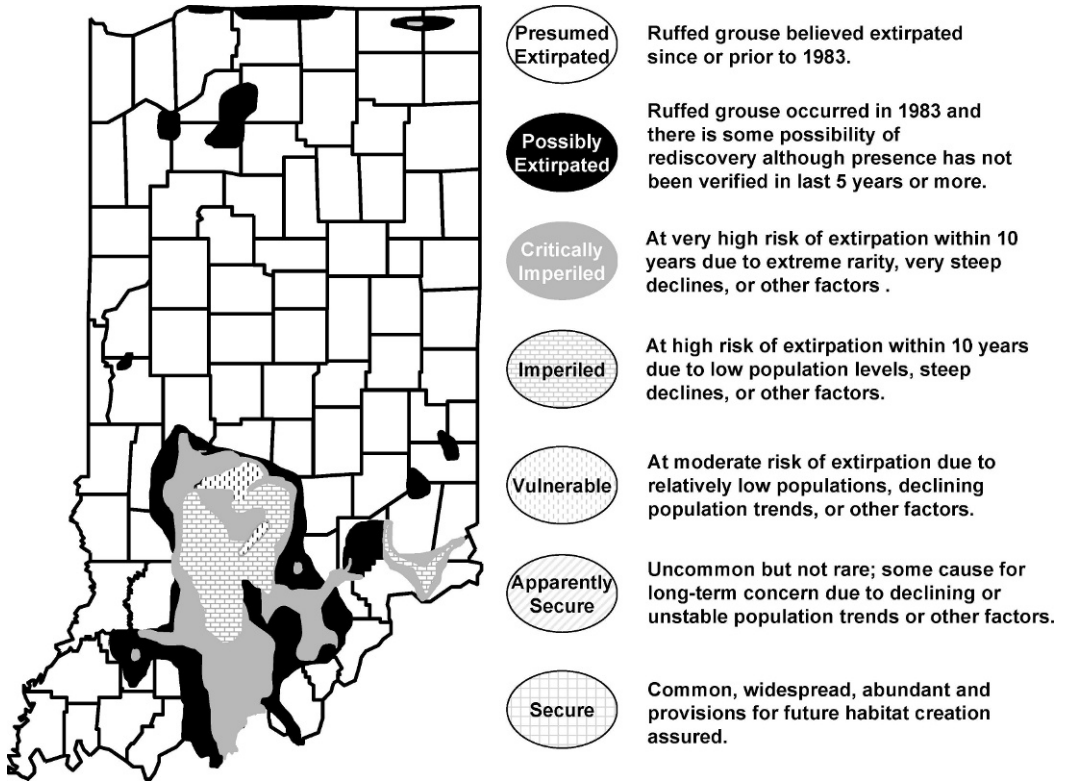 Presumed
Extirpated
Ruffed grouse believed extirpated
since or prior to 1983.
Possibly
Extirpated
Ruffed grouse occurred in 1983 and
there is some possibility of
rediscovery although presence has not
been verified in last 5 years or more.
Critically
Imperiled
At very high risk of extirpation within 10
years due to extreme rarity, very steep
declines, or other factors .
Imperiled
At high risk of extirpation within 10 years
due to low population levels, steep
declines, or other factors.
Vulnerable
At moderate risk of extirpation due to
relatively low populations, declining
population trends, or other factors.
Apparently
Secure
Uncommon but not rare; some cause for
long-term concern due to declining or
unstable population trends or other factors.
Secure
Common, widespread, abundant and
provisions for future habitat creation
assured.